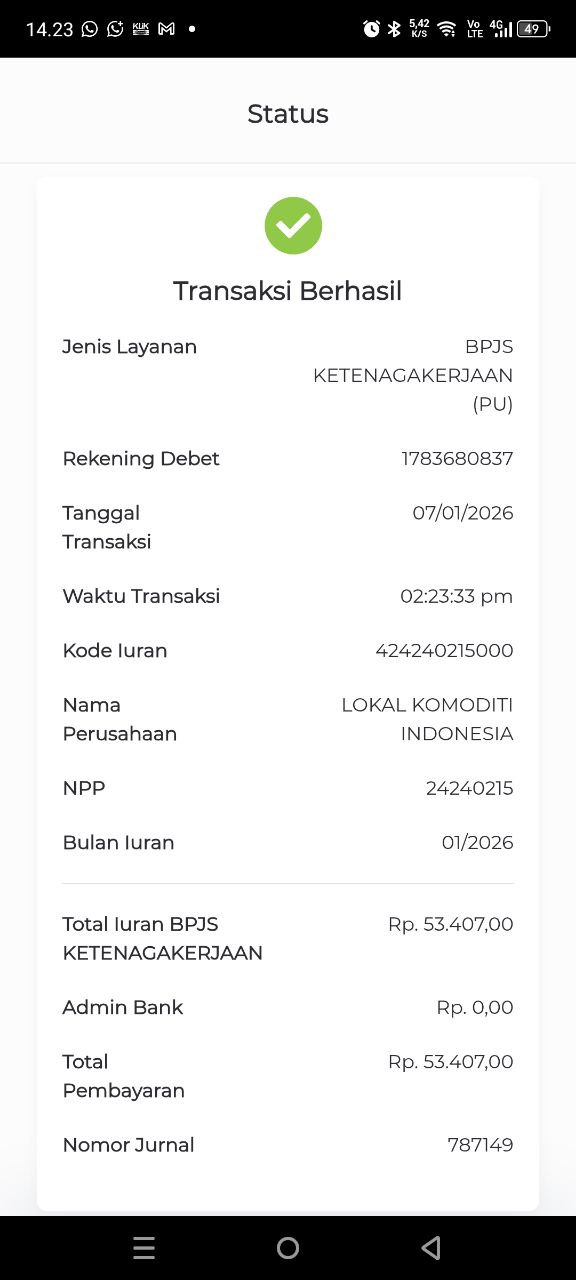 14.23 KLIK 5,42 K/S Vo LTE 4G 49
Status
Transaksi Berhasil
Jenis Layanan BPJS
KETENAGAKERJAAN
(PU)
Rekening Debet 1783680837
Tanggal 07/01/2026
Transaksi
Waktu Transaksi 02:23:33 pm
Kode Iuran 424240215000
Nama LOKAL KOMODITI
Perusahaan INDONESIA
NPP 24240215
Bulan Iuran 01/2026
Total Iuran BPJS Rp. 53.407,00
KETENAGAKERJAAN
Admin Bank Rp. 0,00
Total Rp. 53.407,00
Pembayaran
Nomor Jurnal 787149